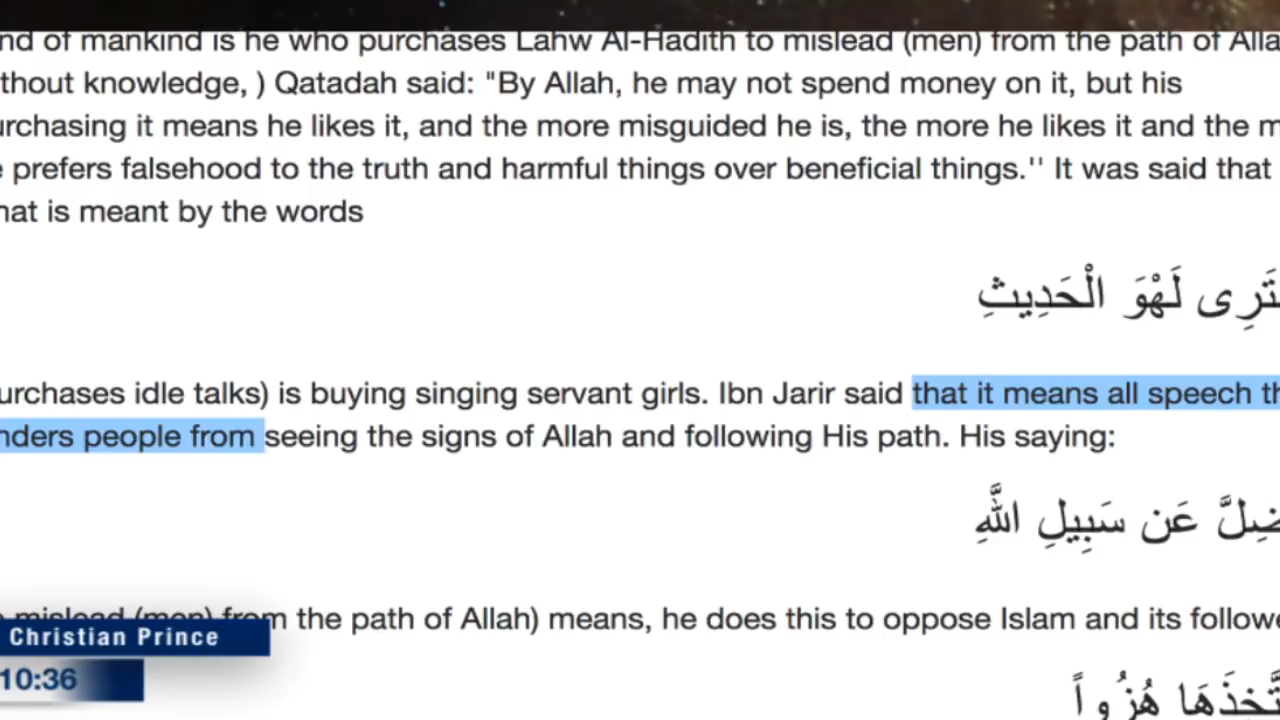 nd of mankind is he who purchases Lahw Al-Hadith to mislead (men) from the path of Alla
thout knowledge, ) Qatadah said: "By Allah, he may not spend money on it, but his
urchasing it means he likes it, and the more misguided he is, the more he likes it and the m
e prefers falsehood to the truth and harmful things over beneficial things.'' It was said that
hat is meant by the words
تَرِى لَهْوَ الْحَدِيثِ
urchases idle talks) is buying singing servant girls. Ibn Jarir said that it means all speech th
nders people from seeing the signs of Allah and following His path. His saying:
ضِلَّ عَن سَبِيلِ اللَّهِ
mislead (men) from the path of Allah) means, he does this to oppose Islam and its followe
Christian Prince
10:36
تَّخِذَهَا هُزُواً